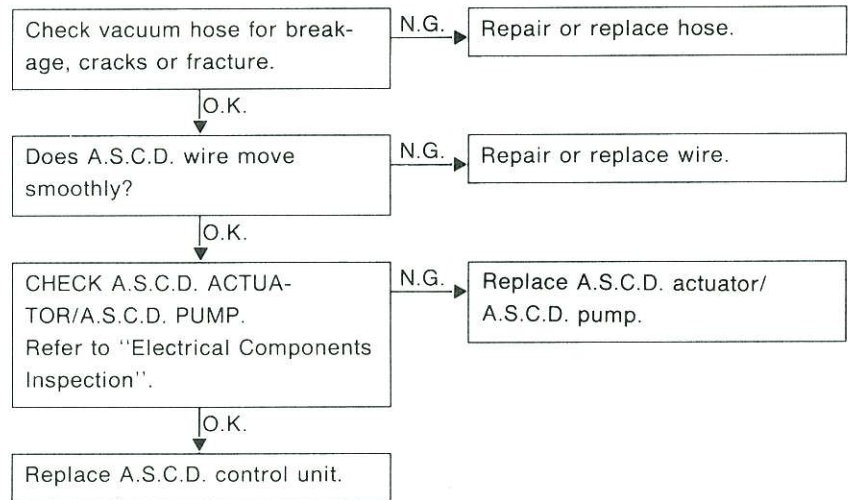 Check vacuum hose for break-
age, cracks or fracture.
N.G.
Repair or replace hose.
O.K.
Does A.S.C.D. wire move
smoothly?
N.G.
Repair or replace wire.
O.K.
CHECK A.S.C.D. ACTUA-
TOR/A.S.C.D. PUMP.
Refer to "Electrical Components
Inspection".
N.G.
Replace A.S.C.D. actuator/
A.S.C.D. pump.
O.K.
Replace A.S.C.D. control unit.